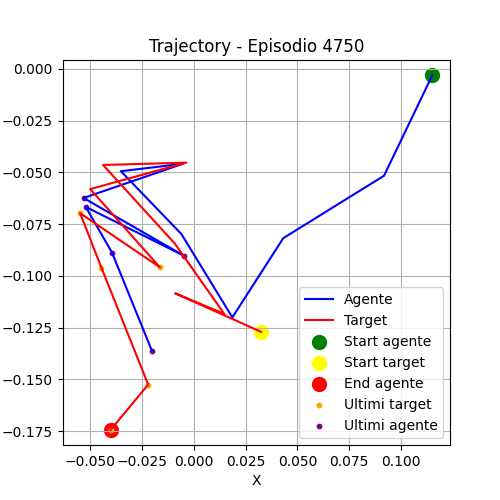 Trajectory - Episodio 4750
0.000
−0.025
−0.050
−0.075
−0.100
−0.125
−0.150
−0.175
Agente
Target
Start agente
Start target
End agente
Ultimi target
Ultimi agente
−0.050 −0.025 0.000 0.025 0.050 0.075 0.100
X